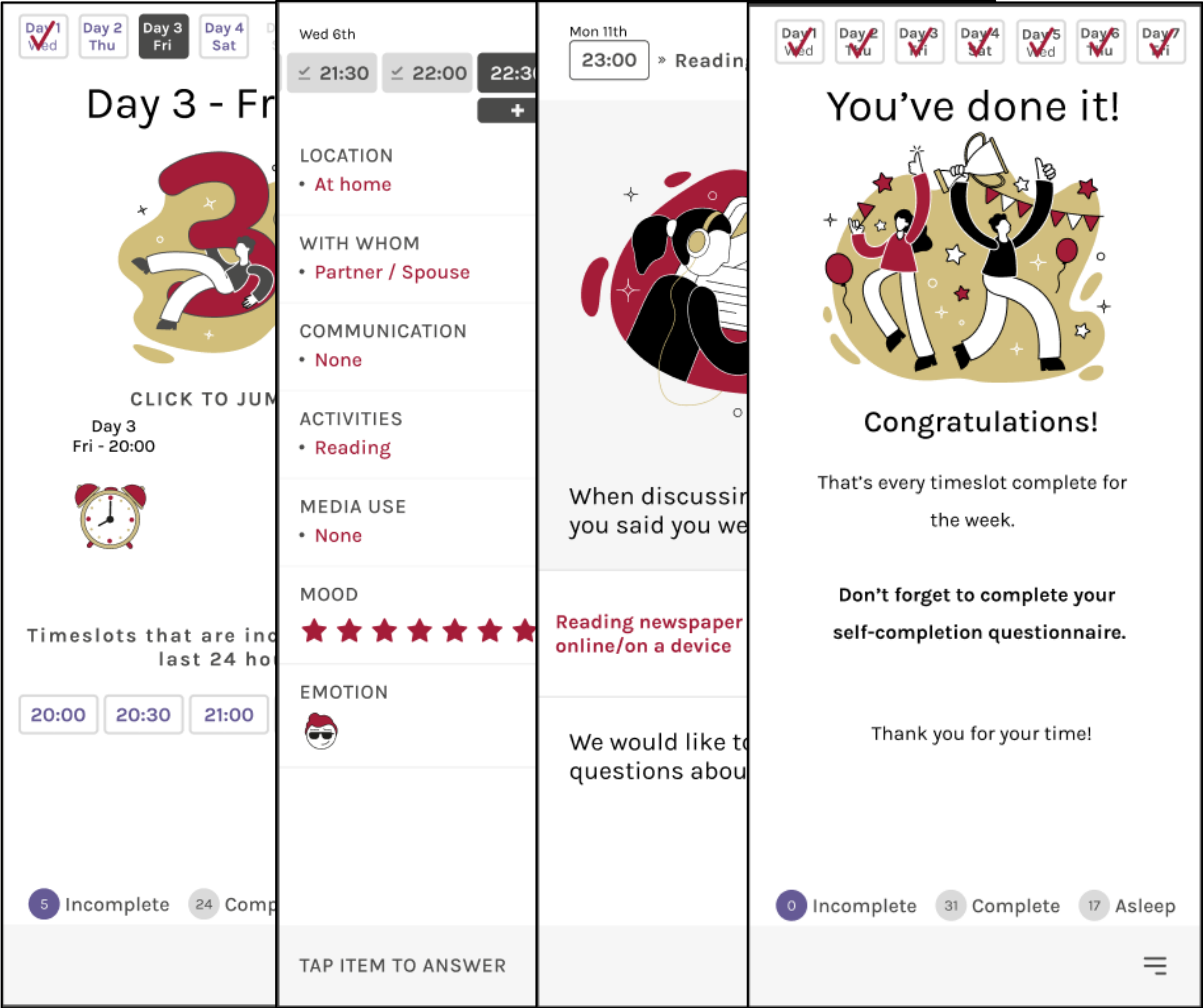 Day 1
Wed
Day 2
Thu
Day 3
Fri
Day 4
Sat
Day 3 - Fr
CLICK TO JUM
Day 3
Fri - 20:00
Timeslots that are inc
last 24 hou
20:00
20:30
21:00
5 Incomplete
24 Comp
Wed 6th
21:30
22:00
22:30
+
LOCATION
• At home
WITH WHOM
• Partner / Spouse
COMMUNICATION
• None
ACTIVITIES
• Reading
MEDIA USE
• None
MOOD
EMOTION
TAP ITEM TO ANSWER
Mon 11th
23:00 » Reading
When discussin
you said you we
Reading newspaper
online/on a device
We would like to
questions abou
Day 1
Wed
Day 2
Thu
Day 3
Fri
Day 4
Sat
Day 5
Wed
Day 6
Thu
Day 7
Fri
You've done it!
Congratulations!
That's every timeslot complete for
the week.
Don't forget to complete your
self-completion questionnaire.
Thank you for your time!
0 Incomplete
31 Complete
17 Asleep